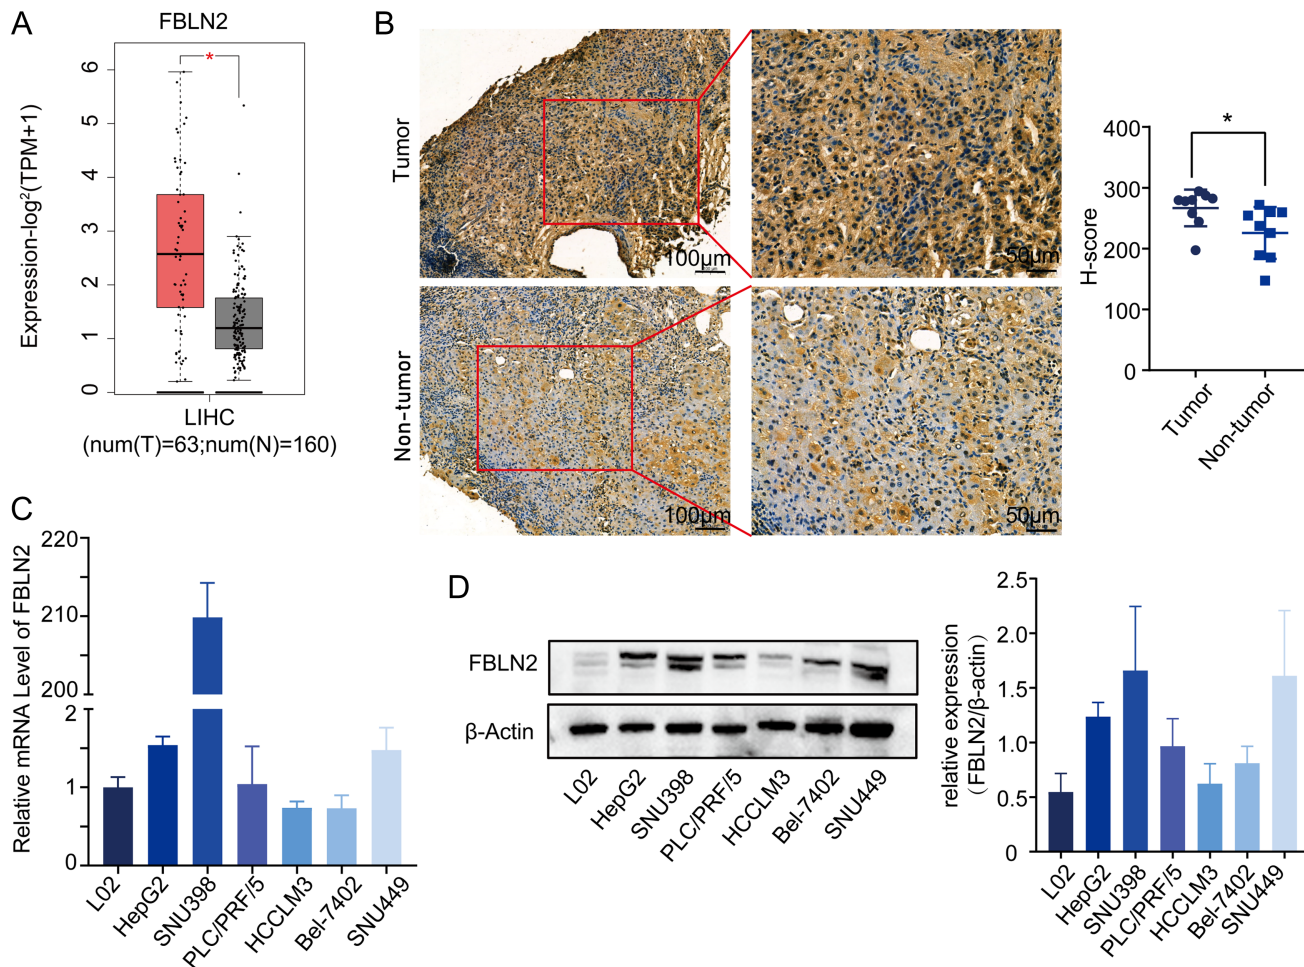 A
FBLN2
*
Expression-log²(TPM+1)
6
5
4
3
2
1
0
LIHC
(num(T)=63;num(N)=160)
B
Tumor
100μm
50μm
Non-tumor
100μm
50μm
*
H-score
400
300
200
100
0
Tumor
Non-tumor
C
Relative mRNA Level of FBLN2
220
210
200
2
1
0
L02
HepG2
SNU398
PLC/PRF/5
HCCLM3
Bel-7402
SNU449
D
FBLN2
β-Actin
L02
HepG2
SNU398
PLC/PRF/5
HCCLM3
Bel-7402
SNU449
relative expression
(FBLN2/β-actin)
2.5
2.0
1.5
1.0
0.5
0
L02
HepG2
SNU398
PLC/PRF/5
HCCLM3
Bel-7402
SNU449